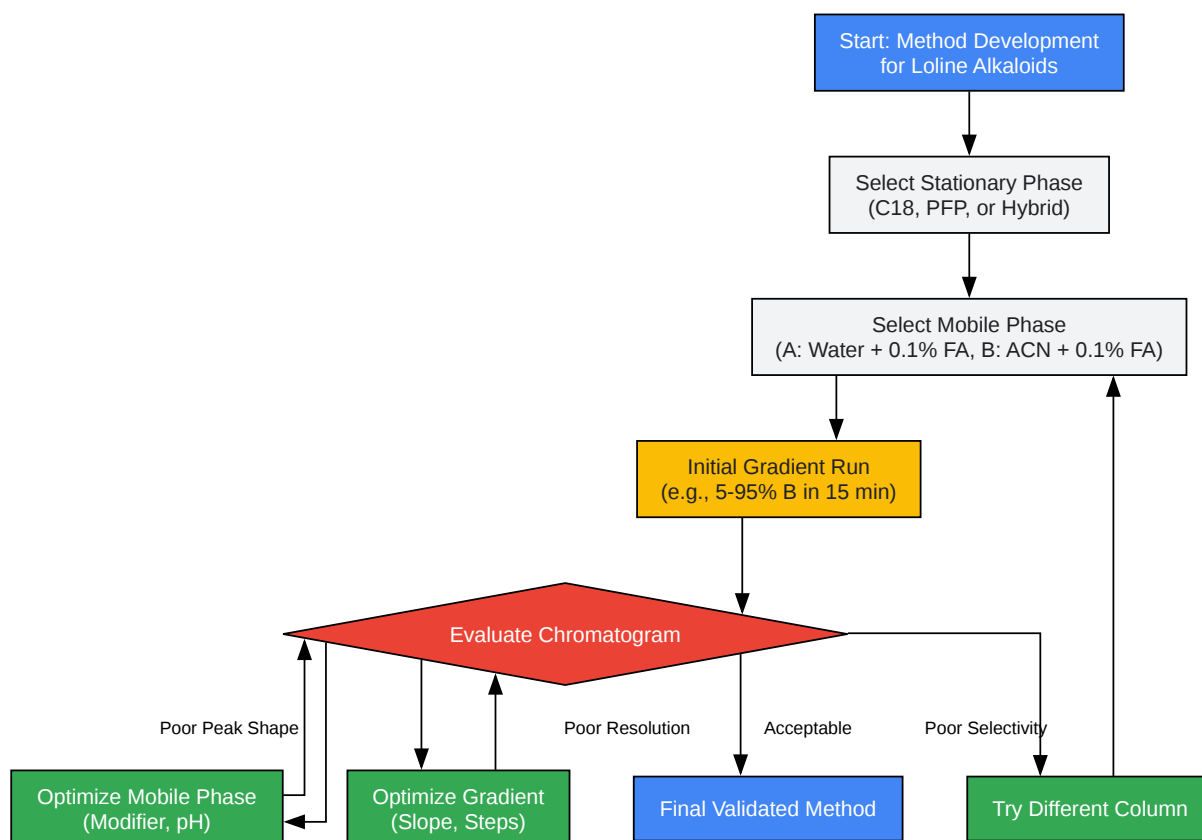 Start: Method Development
for Loline Alkaloids
Select Stationary Phase
(C18, PFP, or Hybrid)
Select Mobile Phase
(A: Water + 0.1% FA, B: ACN + 0.1% FA)
Initial Gradient Run
(e.g., 5-95% B in 15 min)
Evaluate Chromatogram
Poor Peak Shape
Poor Resolution
Acceptable
Poor Selectivity
Optimize Mobile Phase
(Modifier, pH)
Optimize Gradient
(Slope, Steps)
Final Validated Method
Try Different Column